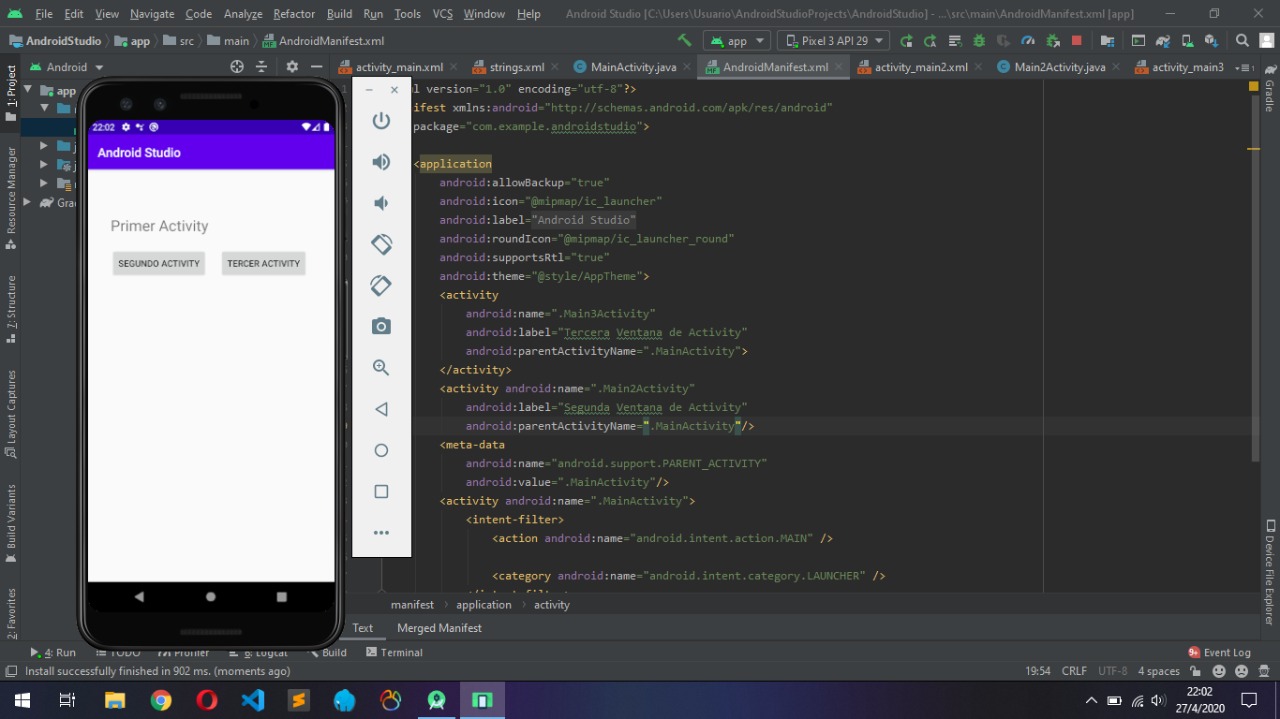 File Edit View Navigate Code Analyze Refactor Build Run Tools VCS Window Help Android Studio [C:\Users\Usuario\AndroidStudioProjects\AndroidStudio] - ...\src\main\AndroidManifest.xml [app]
AndroidStudio app src main AndroidManifest.xml app Pixel 3 API 29
Android activity_main.xml strings.xml MainActivity.java AndroidManifest.xml activity_main2.xml Main2Activity.java activity_main3
1: Project
Resource Manager
7: Structure
Layout Captures
Build Variants
2: Favorites
app
22:02
Android Studio
Primer Activity
SEGUNDO ACTIVITY TERCER ACTIVITY
l version="1.0" encoding="utf-8"?>
ifest xmlns:android="http://schemas.android.com/apk/res/android"
package="com.example.androidstudio">
<application
android:allowBackup="true"
android:icon="@mipmap/ic_launcher"
android:label="Android Studio"
android:roundIcon="@mipmap/ic_launcher_round"
android:supportsRtl="true"
android:theme="@style/AppTheme">
<activity
android:name=".Main3Activity"
android:label="Tercera Ventana de Activity"
android:parentActivityName=".MainActivity">
</activity>
<activity android:name=".Main2Activity"
android:label="Segunda Ventana de Activity"
android:parentActivityName=".MainActivity"/>
<meta-data
android:name="android.support.PARENT_ACTIVITY"
android:value=".MainActivity"/>
<activity android:name=".MainActivity">
<intent-filter>
<action android:name="android.intent.action.MAIN" />
<category android:name="android.intent.category.LAUNCHER" />
manifest application activity
Text Merged Manifest
Gradle
Device File Explorer
4: Run TODO Profiler 6: Logcat Build Terminal Event Log
Install successfully finished in 902 ms. (moments ago) 19:54 CRLF UTF-8 4 spaces
22:02
27/4/2020